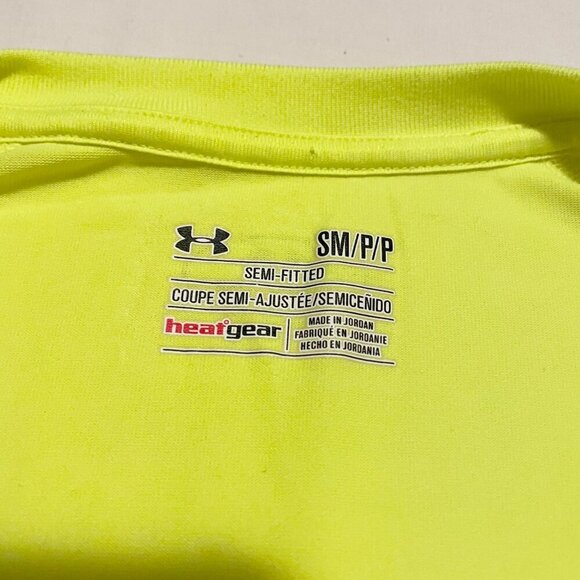 SM/P/P
SEMI-FITTED
COUPE SEMI-AJUSTÉE/SEMICEÑIDO
heatgear
MADE IN JORDAN
FABRIQUÉ EN JORDANIE
HECHO EN JORDANIA